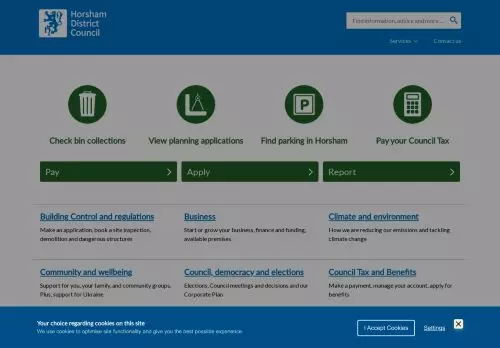 Horsham
District
Council
Find information, advice and more...
Services
Contact us
Check bin collections
View planning applications
Find parking in Horsham
Pay your Council Tax
Pay
Apply
Report
Building Control and regulations
Business
Climate and environment
Make an application, book a site inspection,
demolition and dangerous structures
Start or grow your business, finance and funding,
available premises
How we are reducing our emissions and tackling
climate change
Community and wellbeing
Council, democracy and elections
Council Tax and Benefits
Support for you, your family, and community groups.
Plus, support for Ukraine
Elections, Council meetings and decisions and our
Corporate Plan
Make a payment, manage your account, apply for
benefits
Your choice regarding cookies on this site
We use cookies to optimise site functionality and give you the best possible experience.
I Accept Cookies
Settings